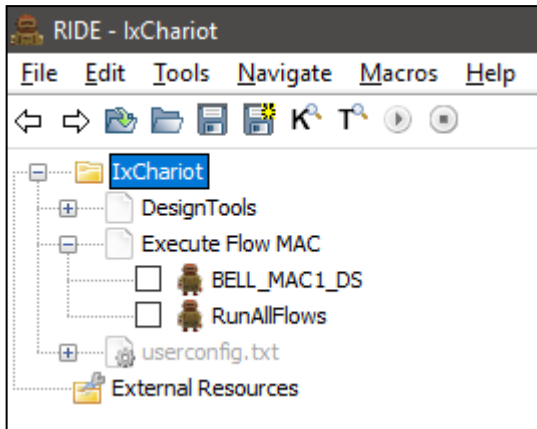 RIDE - IxChariot
File Edit Tools Navigate Macros Help
K T
IxChariot
DesignTools
Execute Flow MAC
BELL_MAC1_DS
RunAllFlows
userconfig.txt
External Resources